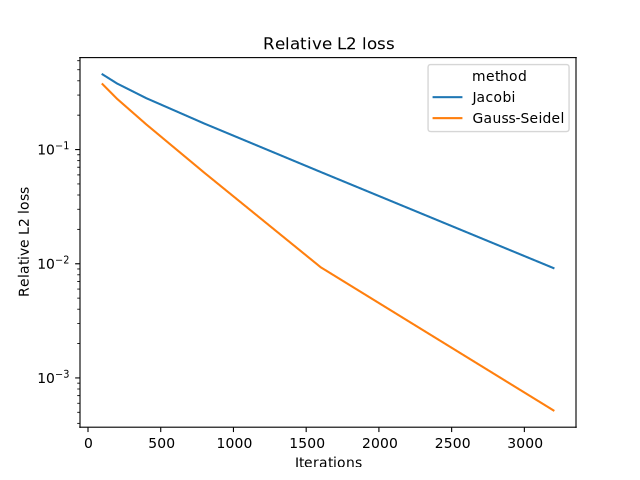 Relative L2 loss
method
Jacobi
Gauss-Seidel
Relative L2 loss
10⁻¹
10⁻²
10⁻³
0 500 1000 1500 2000 2500 3000
Iterations